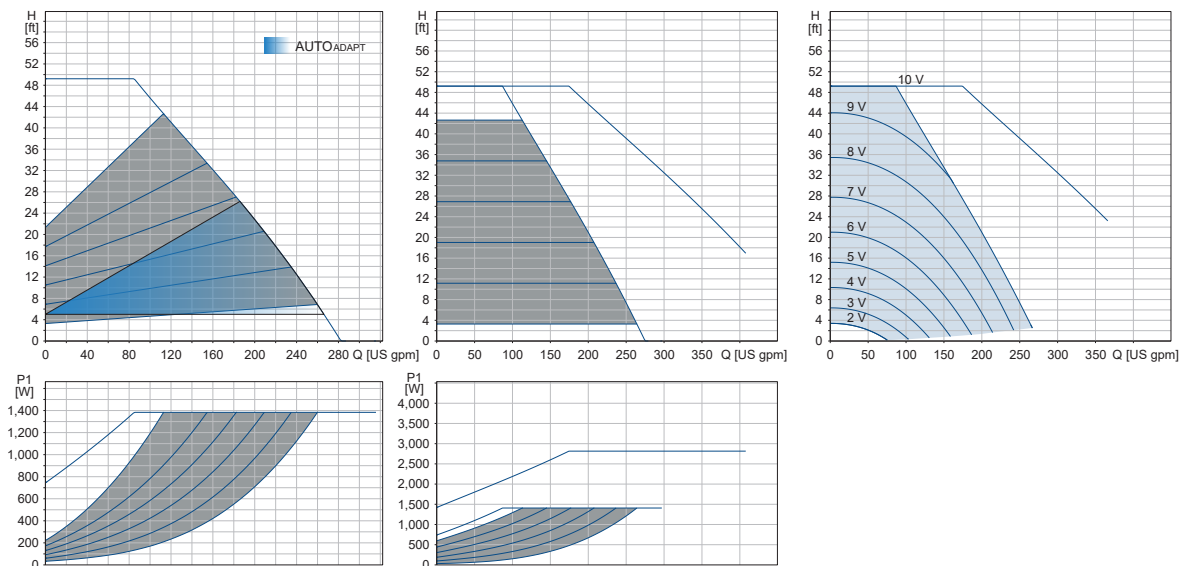 H
[ft]
56
52
48
44
40
36
32
28
24
20
16
12
8
4
0
AUTOADAPT
0 40 80 120 160 200 240 280 Q [US gpm]
H
[ft]
56
52
48
44
40
36
32
28
24
20
16
12
8
4
0
0 50 100 150 200 250 300 350 Q [US gpm]
H
[ft]
56
52
48
44
40
36
32
28
24
20
16
12
8
4
0
10 V
9 V
8 V
7 V
6 V
5 V
4 V
3 V
2 V
0 50 100 150 200 250 300 350 Q [US gpm]
P1
[W]
1,400
1,200
1,000
800
600
400
200
0
P1
[W]
4,000
3,500
3,000
2,500
2,000
1,500
1,000
500
0